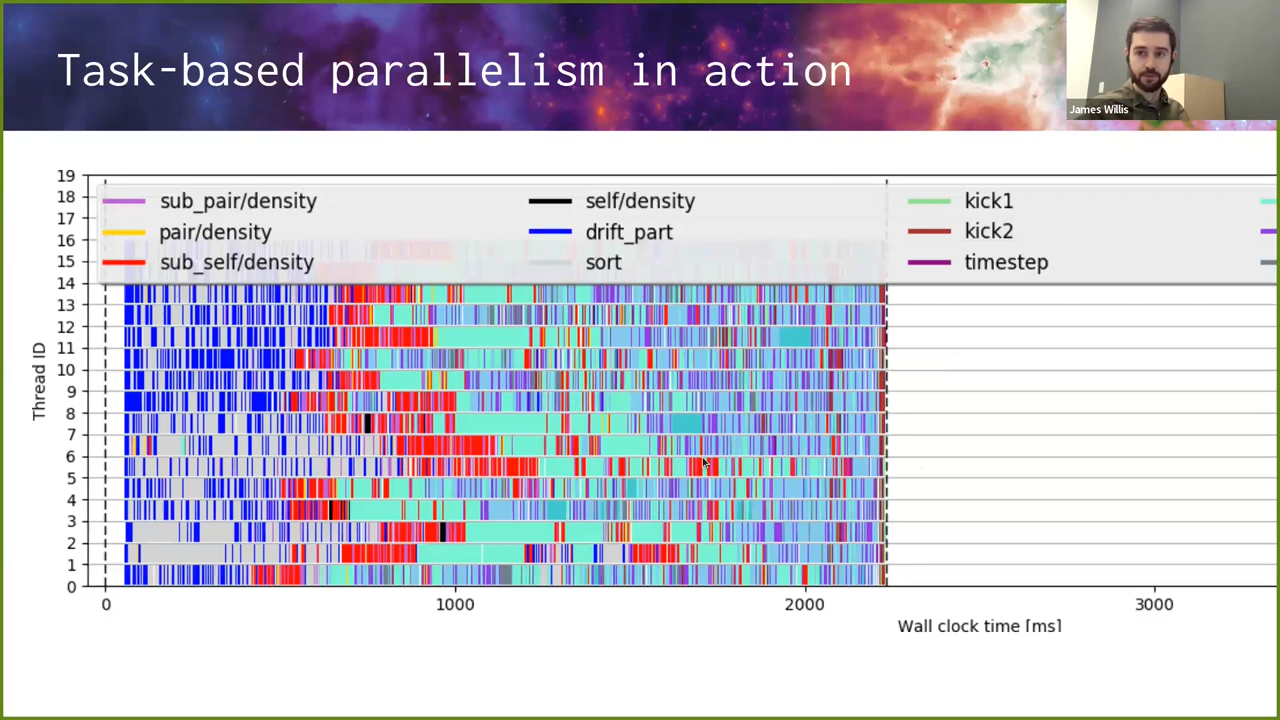 Task-based parallelism in action
James Willis
sub_pair/density
pair/density
sub_self/density
self/density
drift_part
sort
kick1
kick2
timestep
Thread ID
19
18
17
16
15
14
13
12
11
10
9
8
7
6
5
4
3
2
1
0
0 1000 2000 3000
Wall clock time [ms]